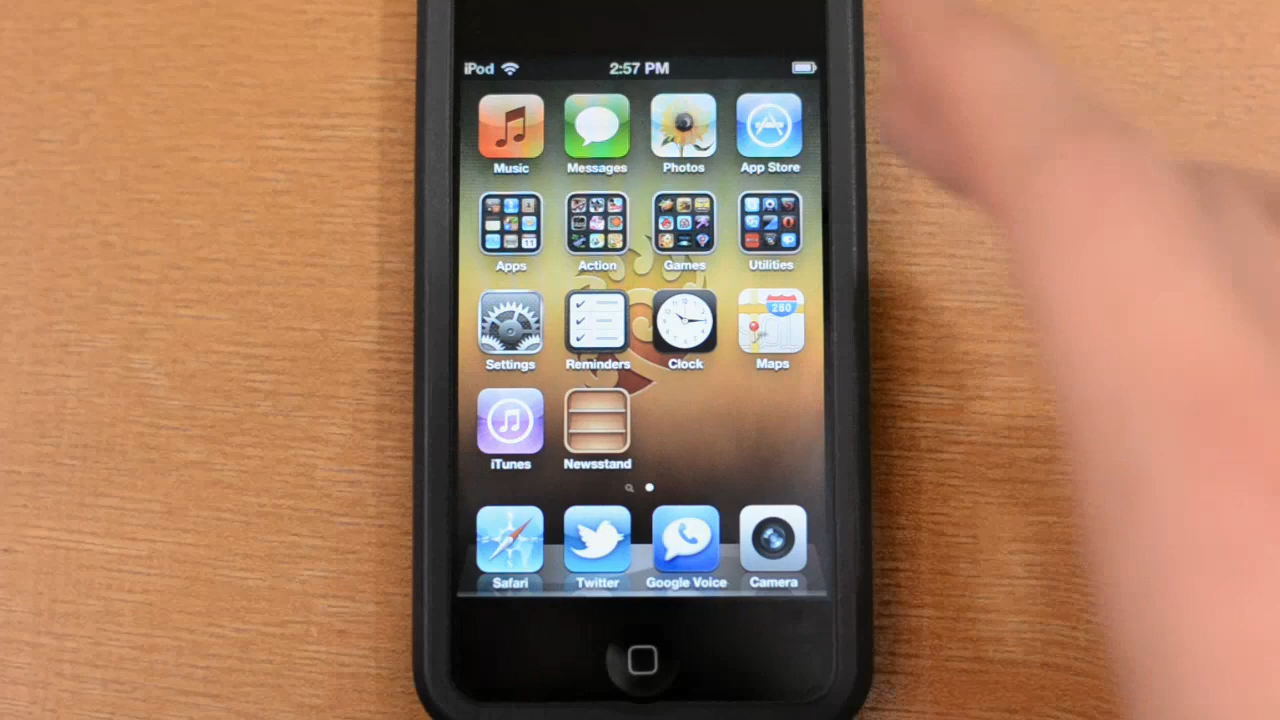 iPod 2:57 PM
Music Messages Photos App Store
Apps Action Games Utilities
280
Settings Reminders Clock Maps
iTunes Newsstand
Safari Twitter Google Voice Camera